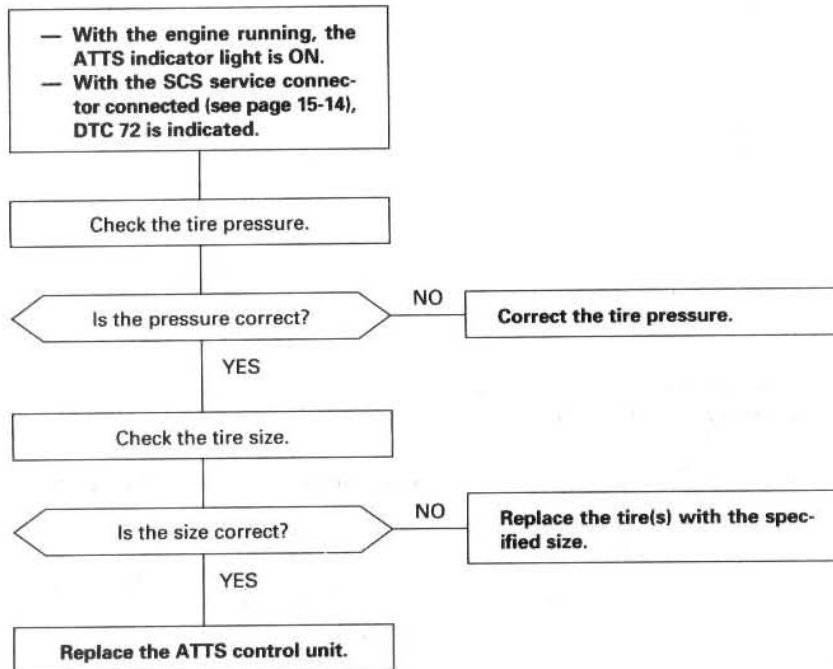 — With the engine running, the
ATTS indicator light is ON.
— With the SCS service connec-
tor connected (see page 15-14),
DTC 72 is indicated.
Check the tire pressure.
Is the pressure correct?
NO
Correct the tire pressure.
YES
Check the tire size.
Is the size correct?
NO
Replace the tire(s) with the spec-
ified size.
YES
Replace the ATTS control unit.